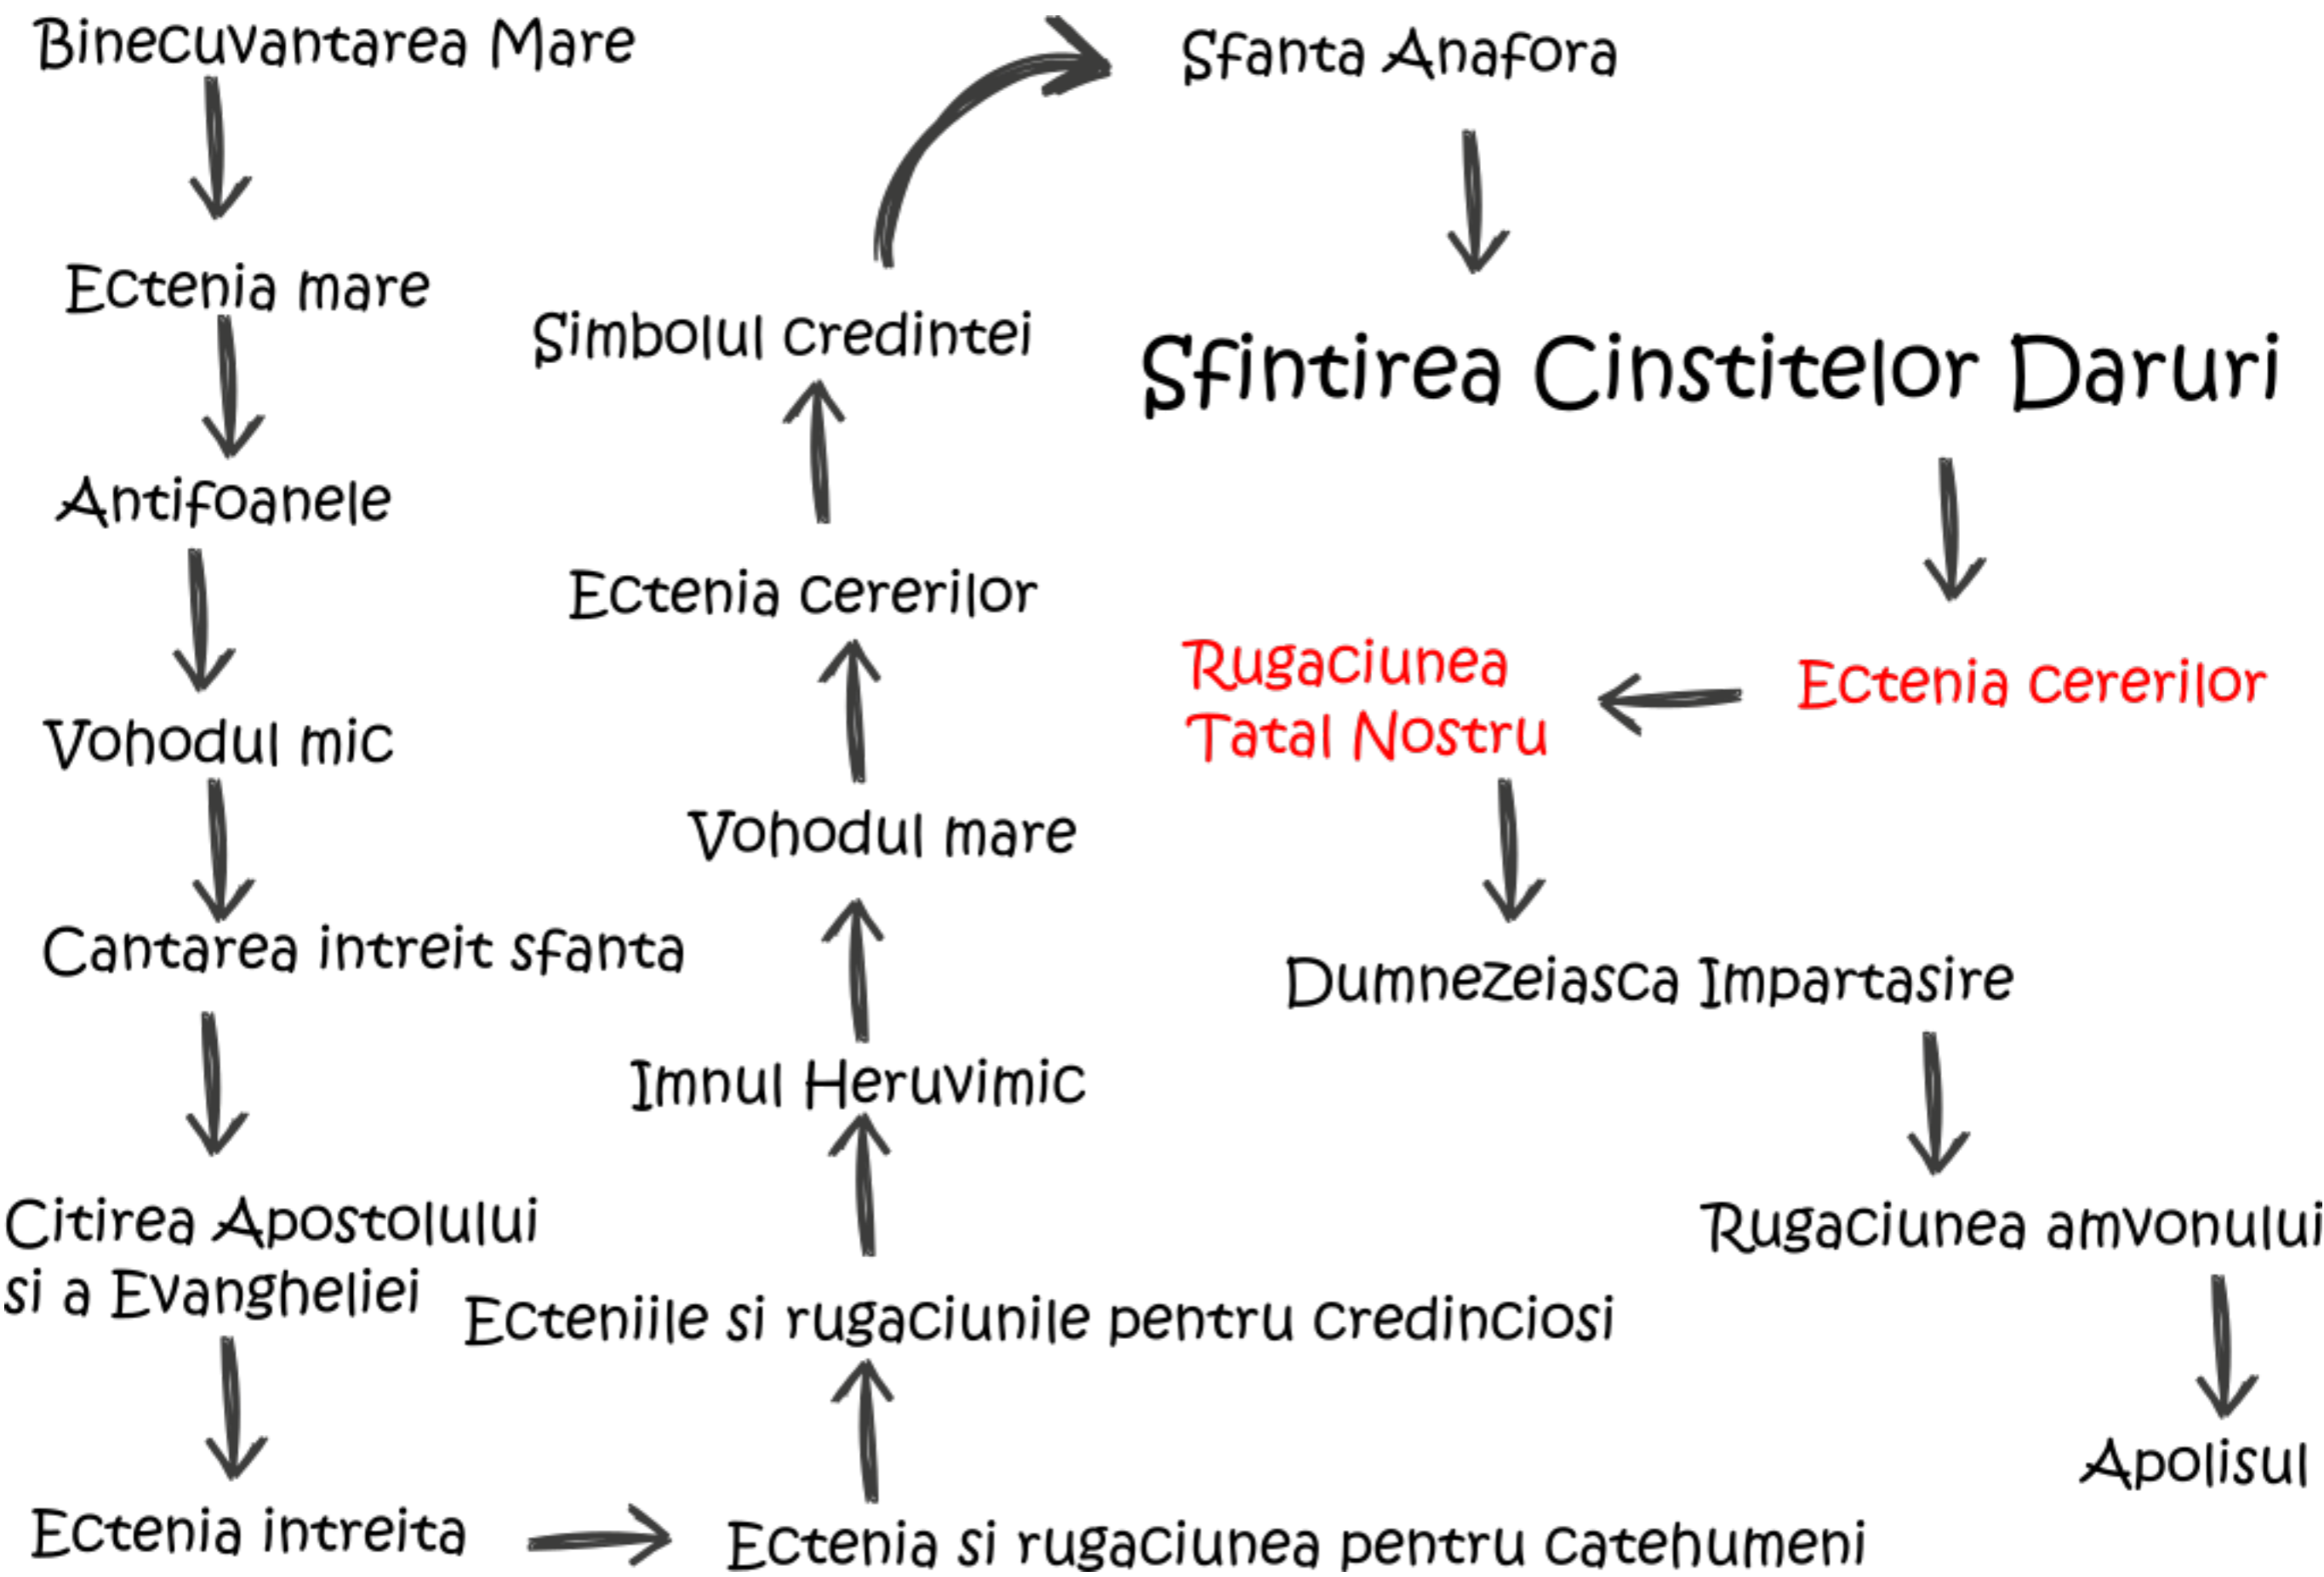 Binecuvantarea Mare
Ectenia mare
Antifoanele
Vohodul mic
Cantarea intreit sfanta
Citirea Apostolului
si a Evangheliei
Ectenia intreita
Ectenia si rugaciunea pentru catehumeni
Ecteniile si rugaciunile pentru credinciosi
Imnul Heruvimic
Vohodul mare
Ectenia cererilor
Simbolul credintei
Sfanta Anafora
Sfintirea Cinstitelor Daruri
Ectenia cererilor
Rugaciunea
Tatal Nostru
Dumnezeiasca Impartasire
Rugaciunea amvonului
Apolisul